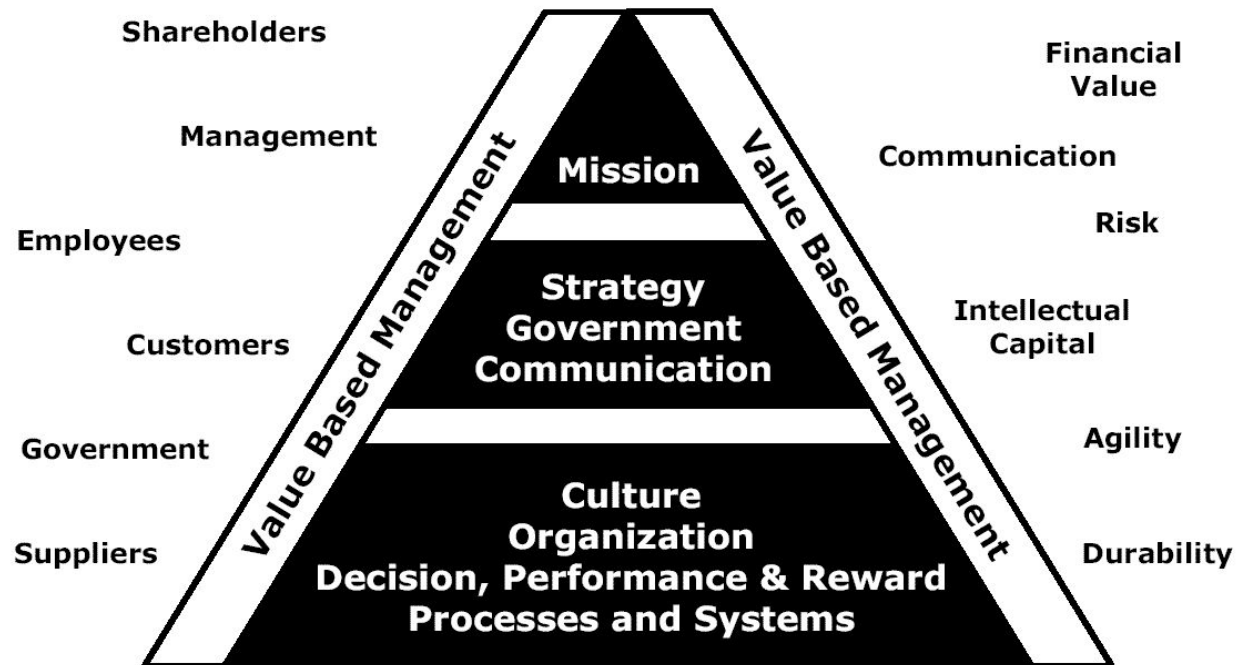 Shareholders
Management
Employees
Customers
Government
Suppliers
Value Based Management
Mission
Strategy
Government
Communication
Culture
Organization
Decision, Performance & Reward
Processes and Systems
Value Based Management
Financial
Value
Communication
Risk
Intellectual
Capital
Agility
Durability